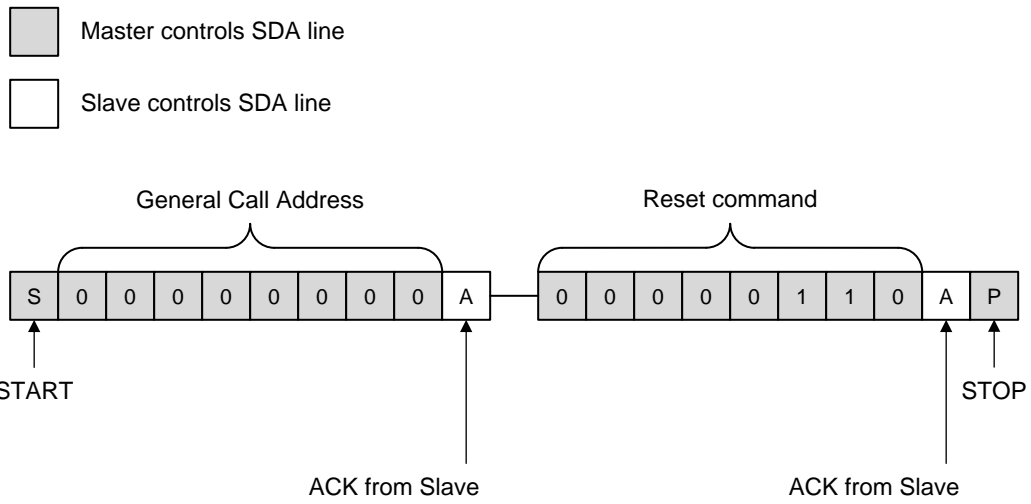 Master controls SDA line
Slave controls SDA line
General Call Address Reset command
S 0 0 0 0 0 0 0 0 A 0 0 0 0 0 1 1 0 A P
START STOP
ACK from Slave ACK from Slave